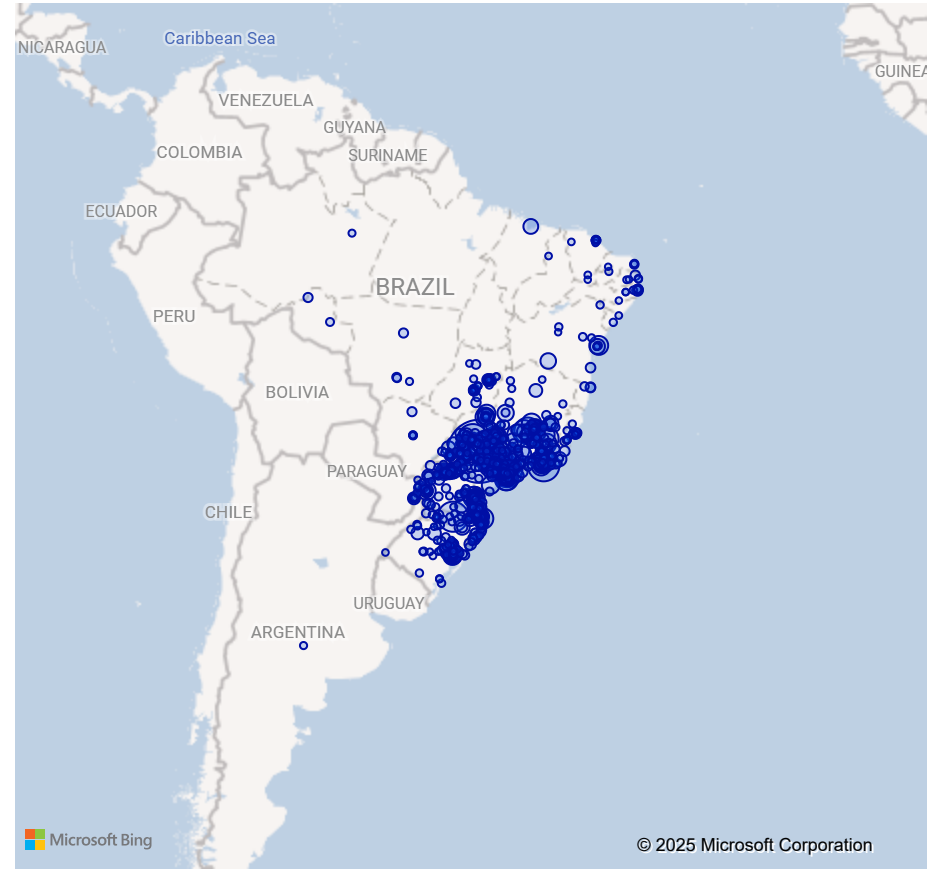 Caribbean Sea
NICARAGUA
GUINEA
VENEZUELA
GUYANA
COLOMBIA
SURINAME
ECUADOR
BRAZIL
PERU
BOLIVIA
PARAGUAY
CHILE
URUGUAY
ARGENTINA
Microsoft Bing
© 2025 Microsoft Corporation